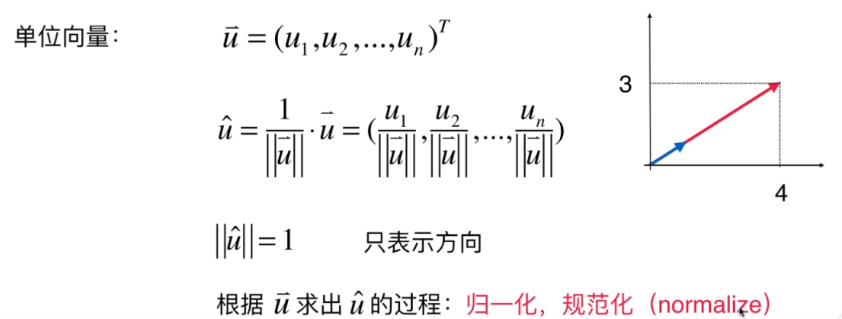 单位向量： $\vec{u} = (u_1, u_2, ..., u_n)^T$
3
$\hat{u} = \frac{1}{||\vec{u}||} \cdot \vec{u} = (\frac{u_1}{||\vec{u}||}, \frac{u_2}{||\vec{u}||}, ..., \frac{u_n}{||\vec{u}||})$
4
$||\hat{u}|| = 1$ 只表示方向
根据 $\vec{u}$ 求出 $\hat{u}$ 的过程：归一化，规范化（normalize）